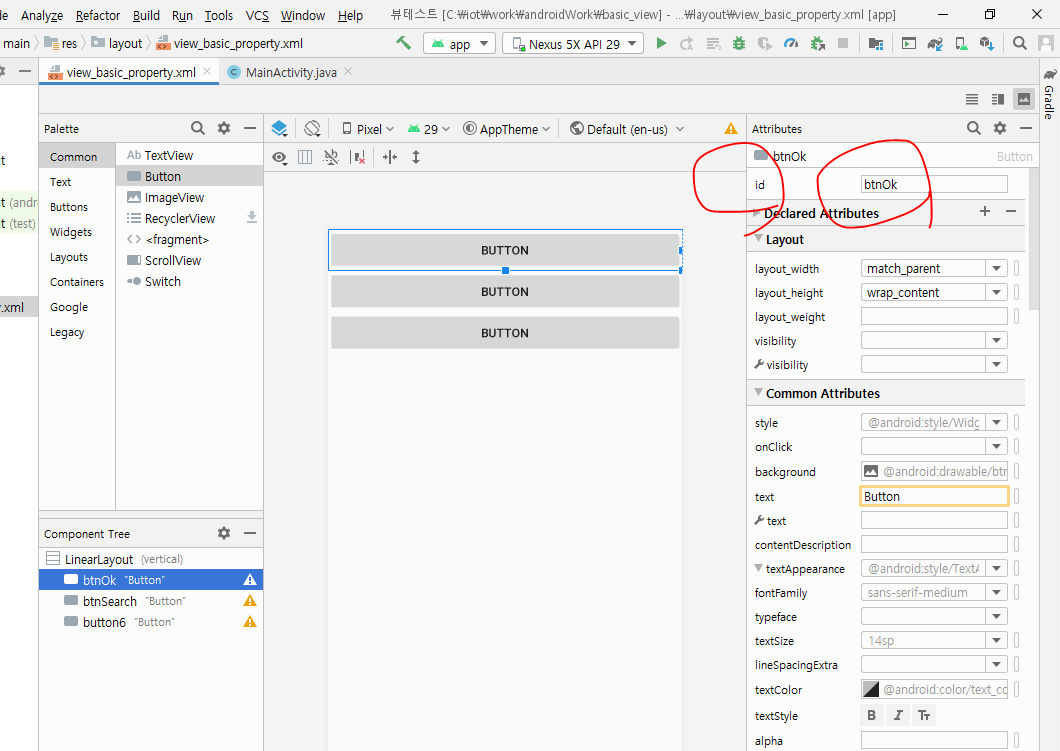 de Analyze Refactor Build Run Tools VCS Window Help 뷰테스트 [C:₩iot₩work₩androidWork₩basic_view] - ...₩layout₩view_basic_property.xml [app]
main res layout view_basic_property.xml app Nexus 5X API 29
view_basic_property.xml MainActivity.java
Gradle
Palette Pixel 29 AppTheme Default (en-us) Attributes
Common
Text
Buttons
Widgets
Layouts
Containers
Google
Legacy
Ab TextView
Button
ImageView
RecyclerView
<fragment>
ScrollView
Switch
t
t (andr
t (test)
.xml
BUTTON
BUTTON
BUTTON
Component Tree
LinearLayout (vertical)
btnOk "Button"
btnSearch "Button"
button6 "Button"
btnOk Button
id btnOk
Declared Attributes
Layout
layout_width match_parent
layout_height wrap_content
layout_weight
visibility
visibility
Common Attributes
style @android:style/Widg
onClick
background @android:drawable/btr
text Button
text
contentDescription
textAppearance @android:style/TextA
fontFamily sans-serif-medium
typeface
textSize 14sp
lineSpacingExtra
textColor @android:color/text_cc
textStyle B I Tт
alpha